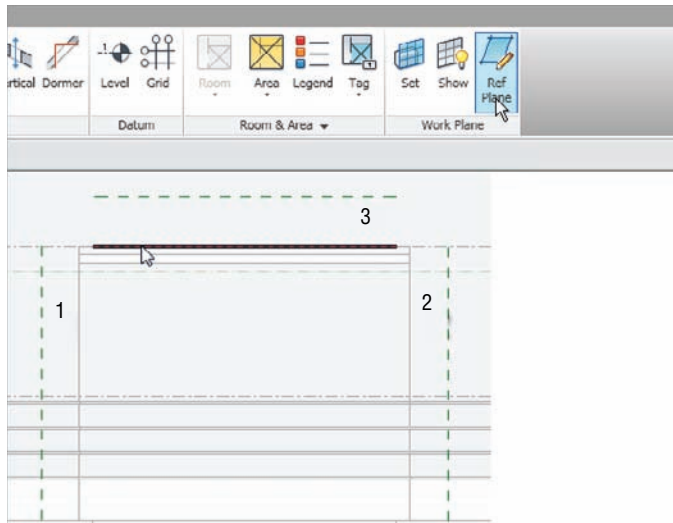 rtical Dormer Level Grid Room Area Legend Tag Set Show Ref Plane
Datum Room & Area Work Plane
3
1 2